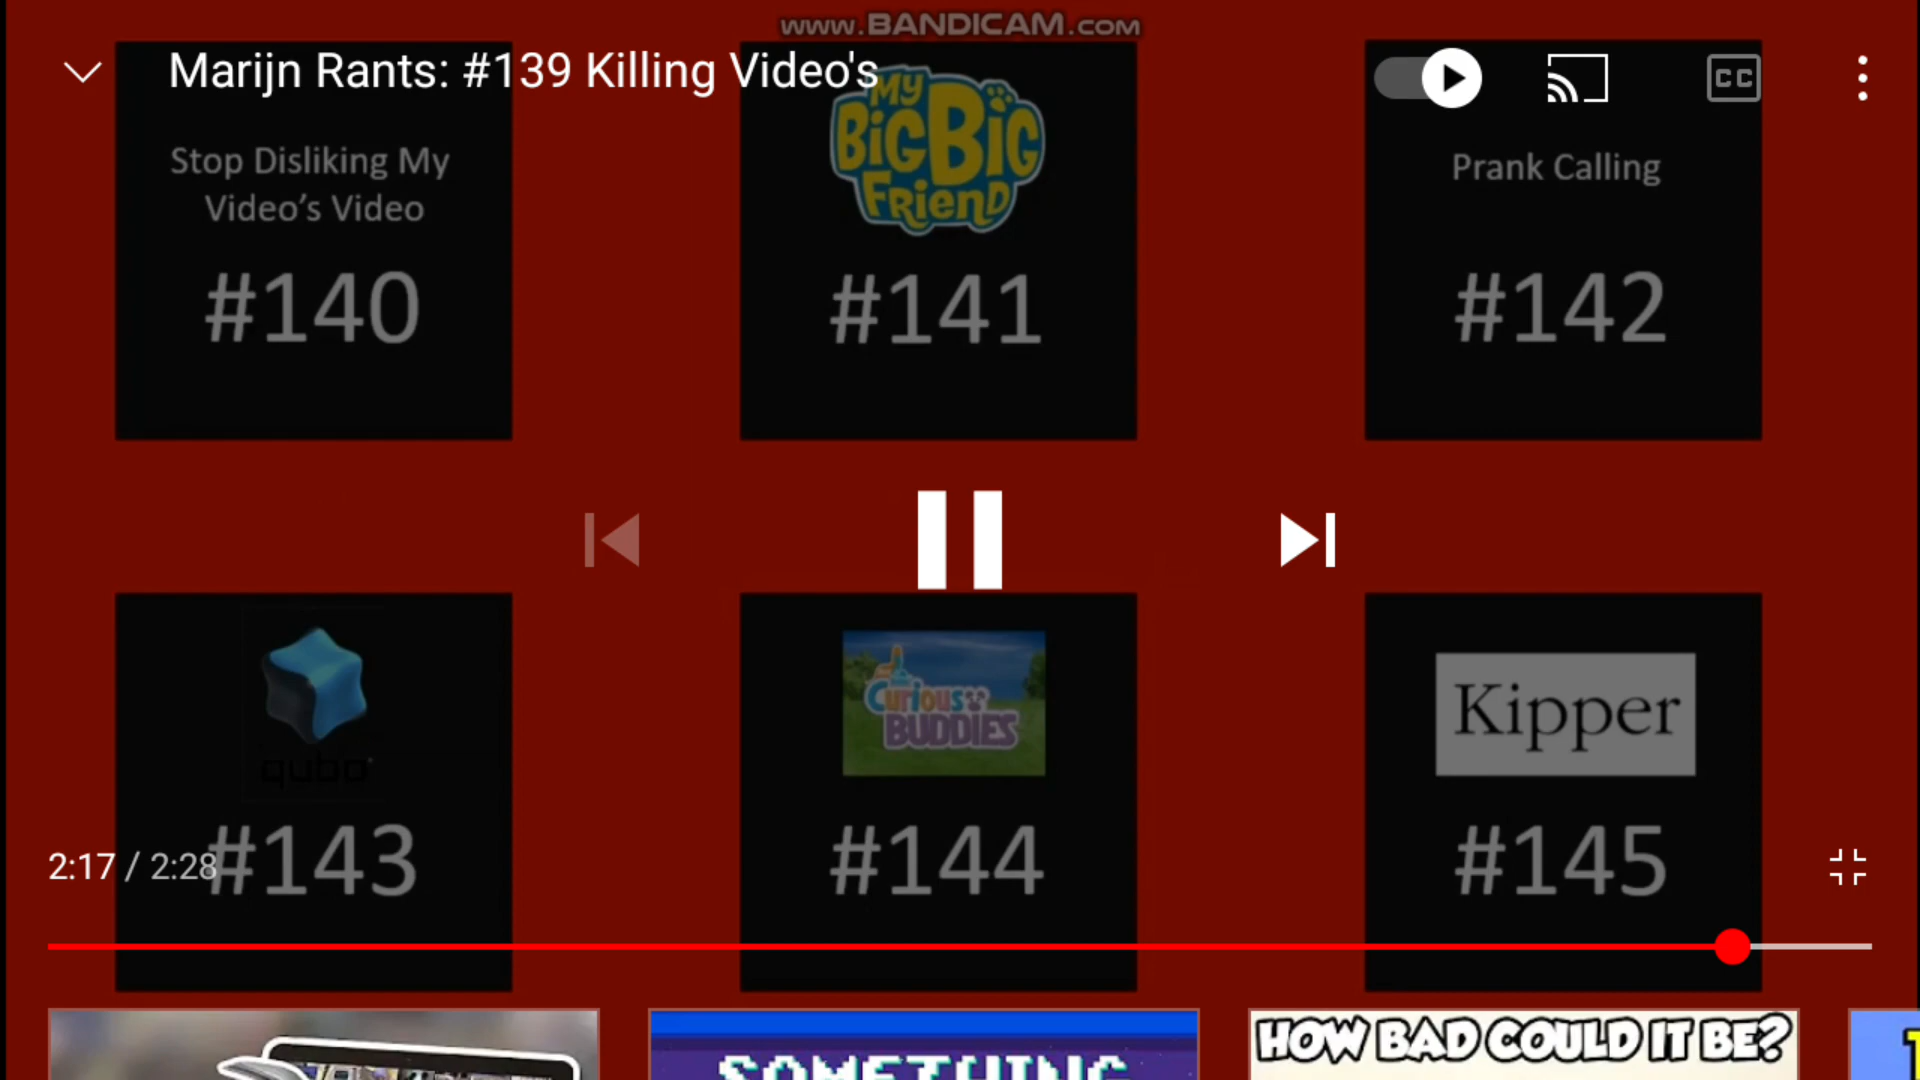 www.BANDICAM.com
Marijn Rants: #139 Killing Video's
CC
Stop Disliking My
Video's Video
#140
My
BiG BiG
FRienD
#141
Prank Calling
#142
qubo
#143
Curious
BUDDIES
#144
Kipper
#145
2:17 / 2:28
SOMETHING
HOW BAD COULD IT BE?